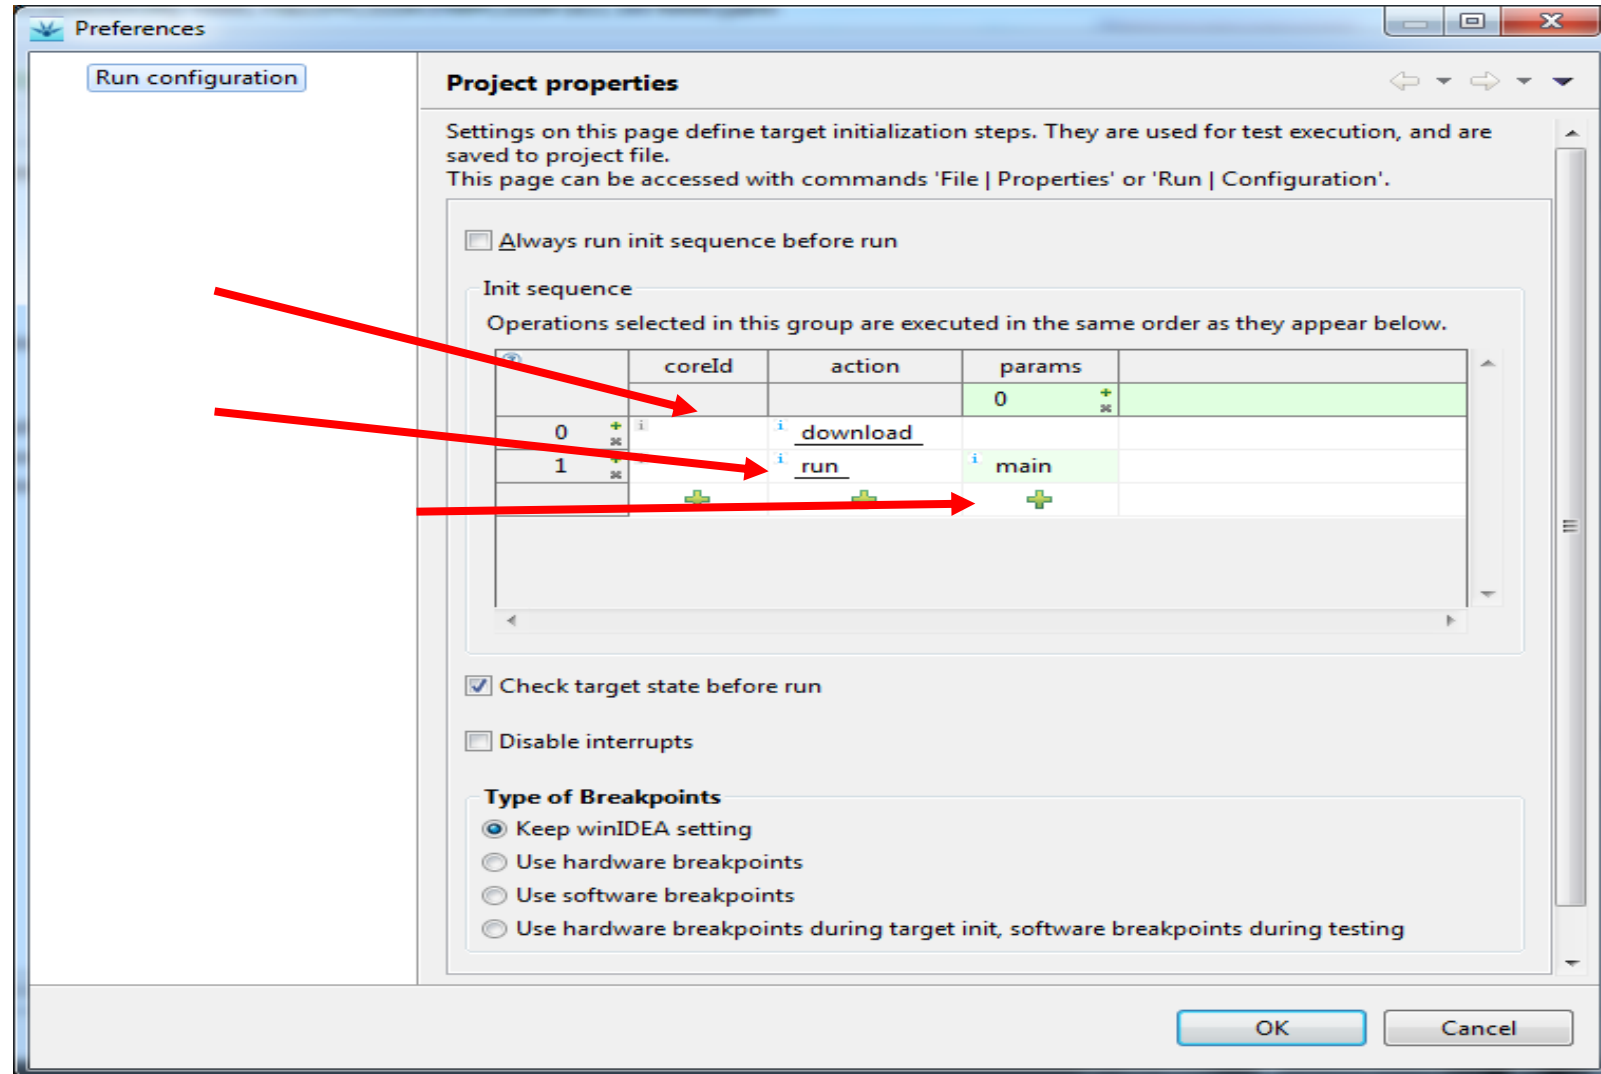 Preferences
Run configuration
Project properties
Settings on this page define target initialization steps. They are used for test execution, and are
saved to project file.
This page can be accessed with commands 'File | Properties' or 'Run | Configuration'.
Always run init sequence before run
Init sequence
Operations selected in this group are executed in the same order as they appear below.
coreId action params
0
0 download
1 run main
Check target state before run
Disable interrupts
Type of Breakpoints
Keep winIDEA setting
Use hardware breakpoints
Use software breakpoints
Use hardware breakpoints during target init, software breakpoints during testing
OK Cancel